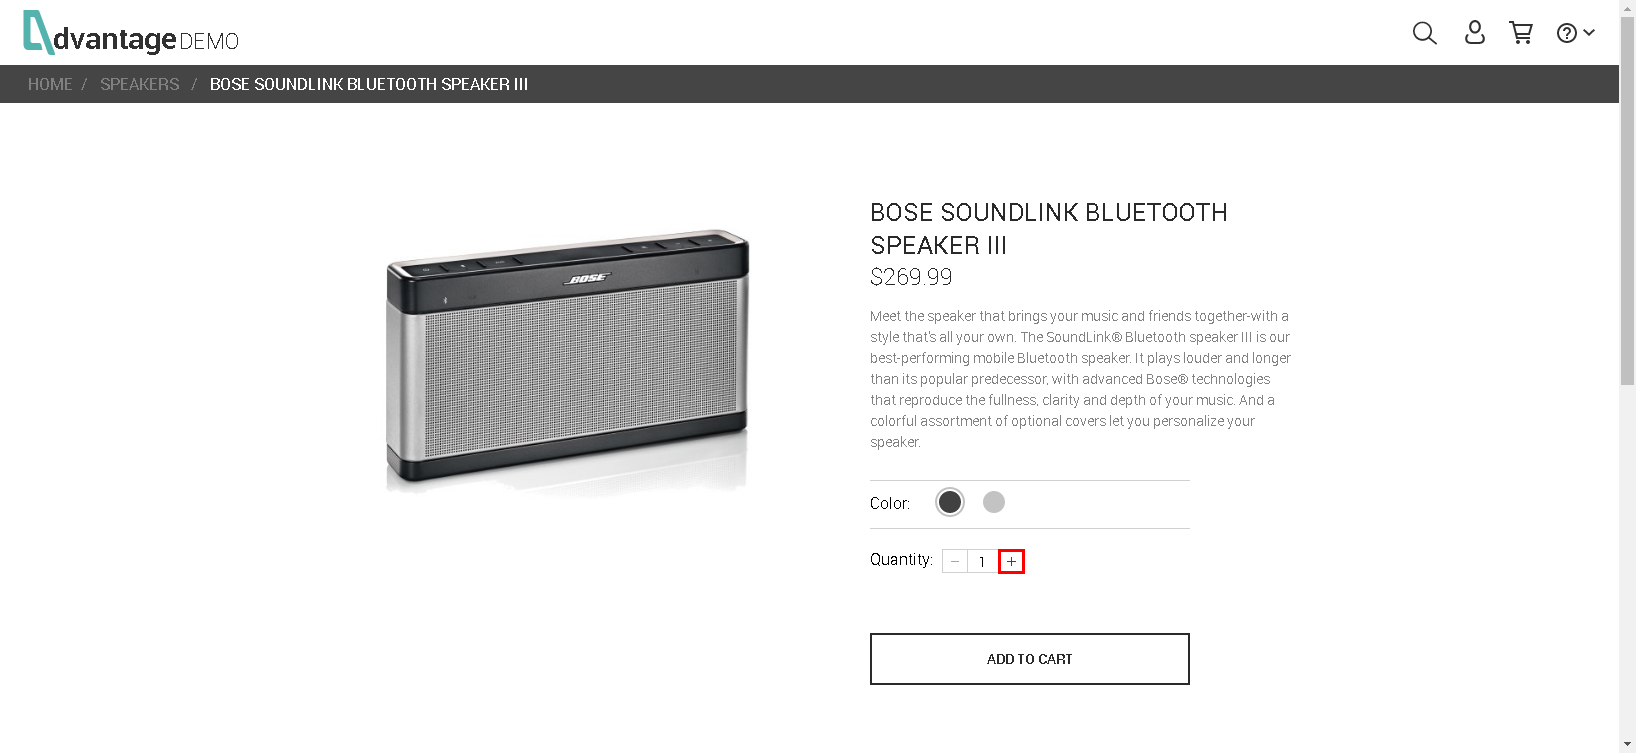 dvantage DEMO
HOME / SPEAKERS / BOSE SOUNDLINK BLUETOOTH SPEAKER III
BOSE
BOSE SOUNDLINK BLUETOOTH
SPEAKER III
$269.99
Meet the speaker that brings your music and friends together-with a
style that's all your own. The SoundLink® Bluetooth speaker III is our
best-performing mobile Bluetooth speaker. It plays louder and longer
than its popular predecessor, with advanced Bose® technologies
that reproduce the fullness, clarity and depth of your music. And a
colorful assortment of optional covers let you personalize your
speaker.
Color:
Quantity: − 1 +
ADD TO CART